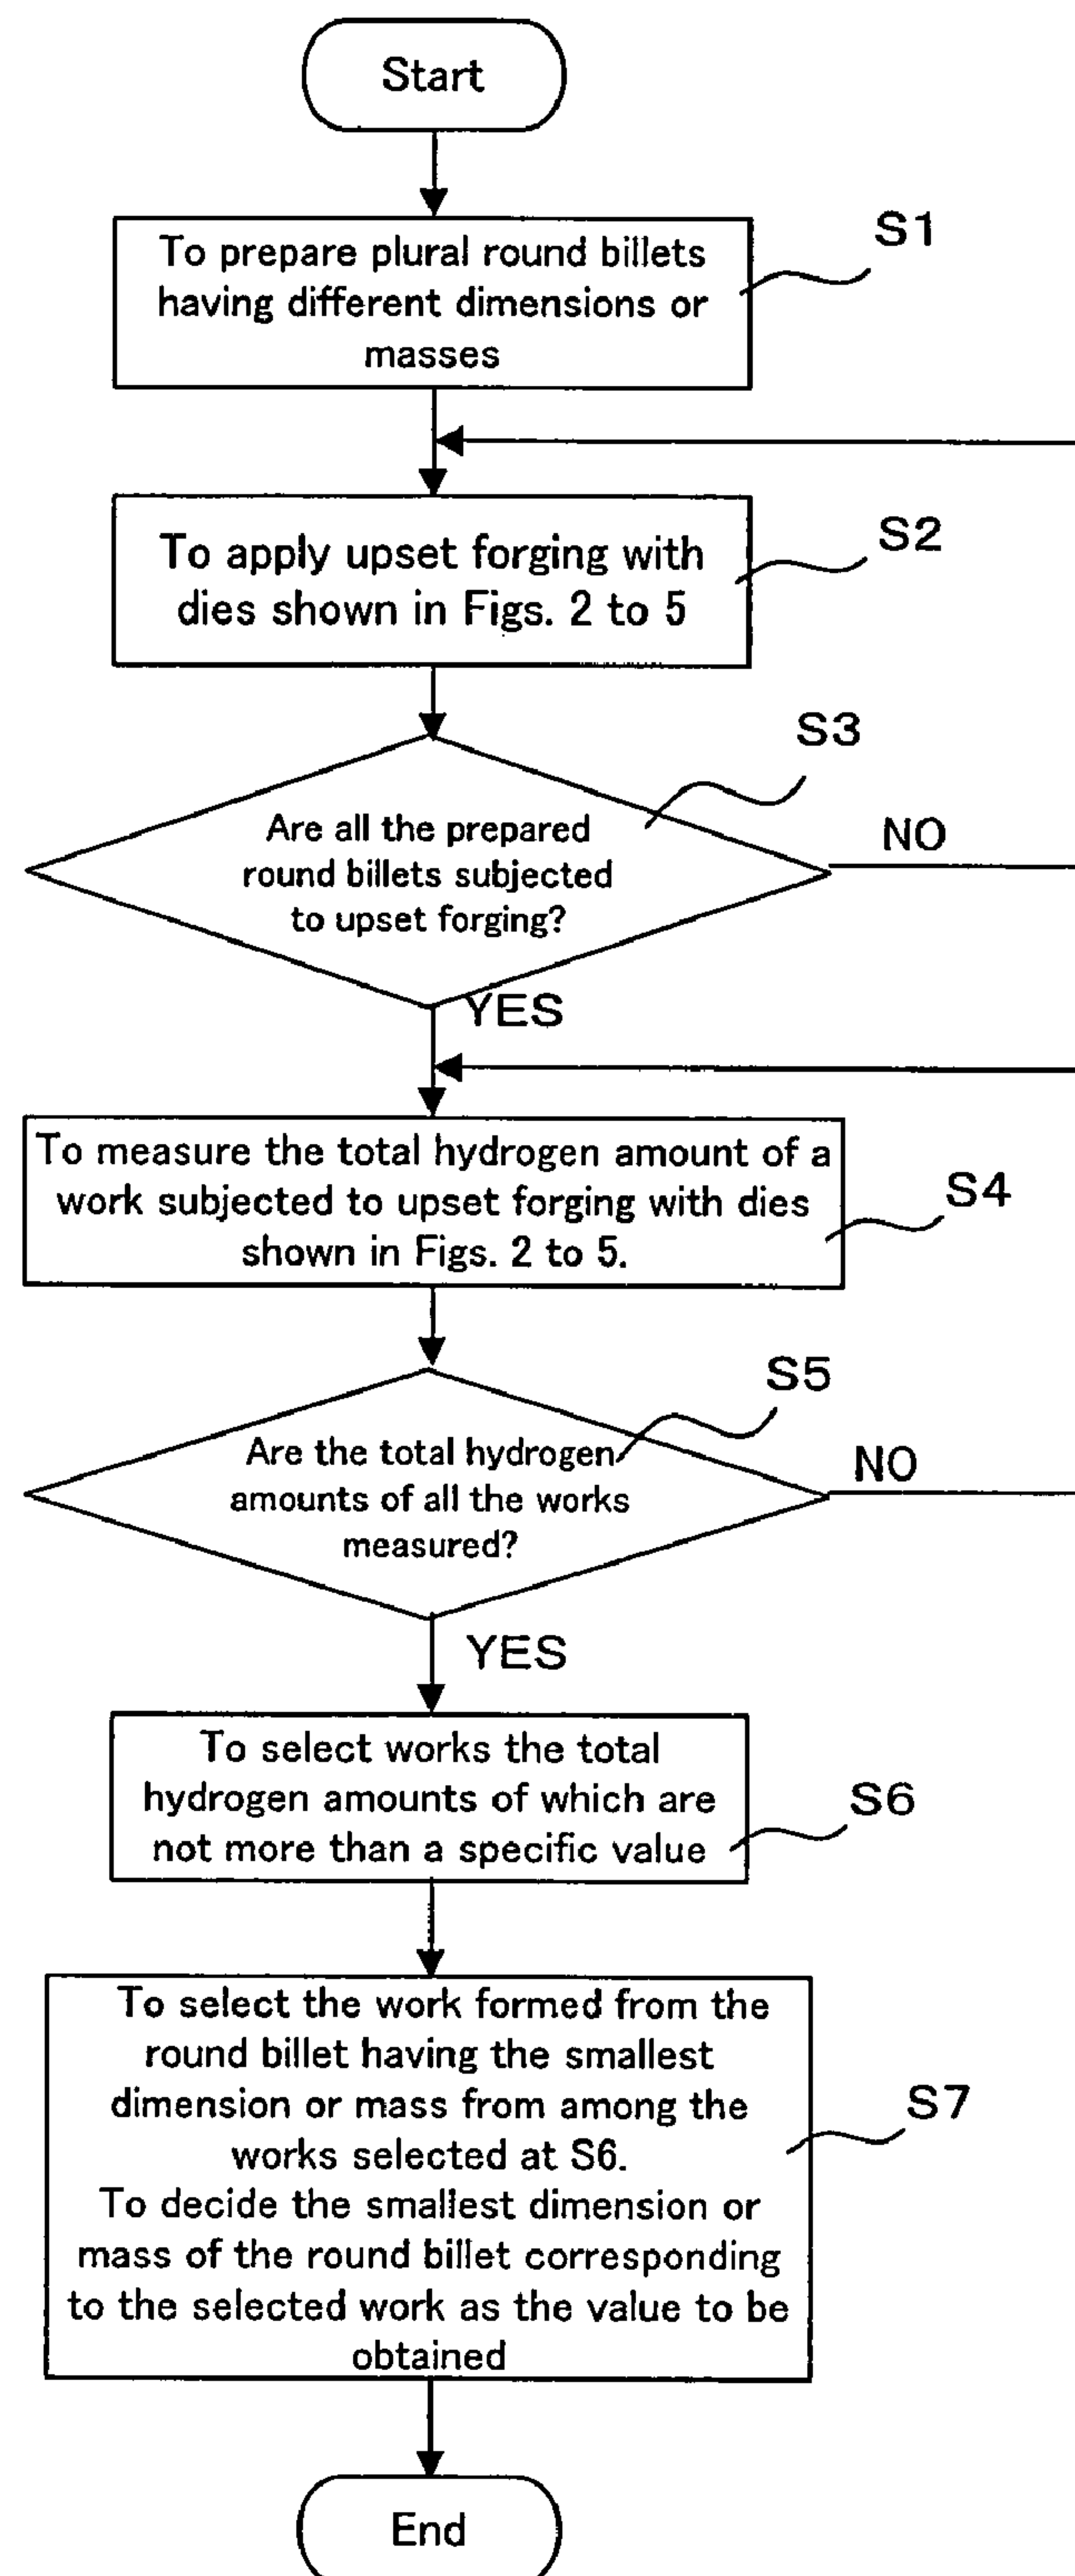 Start
S1
To prepare plural round billets
having different dimensions or
masses
S2
To apply upset forging with
dies shown in Figs. 2 to 5
S3
Are all the prepared
round billets subjected
to upset forging?
NO
YES
To measure the total hydrogen amount of a
work subjected to upset forging with dies
shown in Figs. 2 to 5.
S4
S5
Are the total hydrogen
amounts of all the works
measured?
NO
YES
To select works the total
hydrogen amounts of which are
not more than a specific value
S6
To select the work formed from the
round billet having the smallest
dimension or mass from among the
works selected at S6.
To decide the smallest dimension or
mass of the round billet corresponding
to the selected work as the value to be
obtained
S7
End